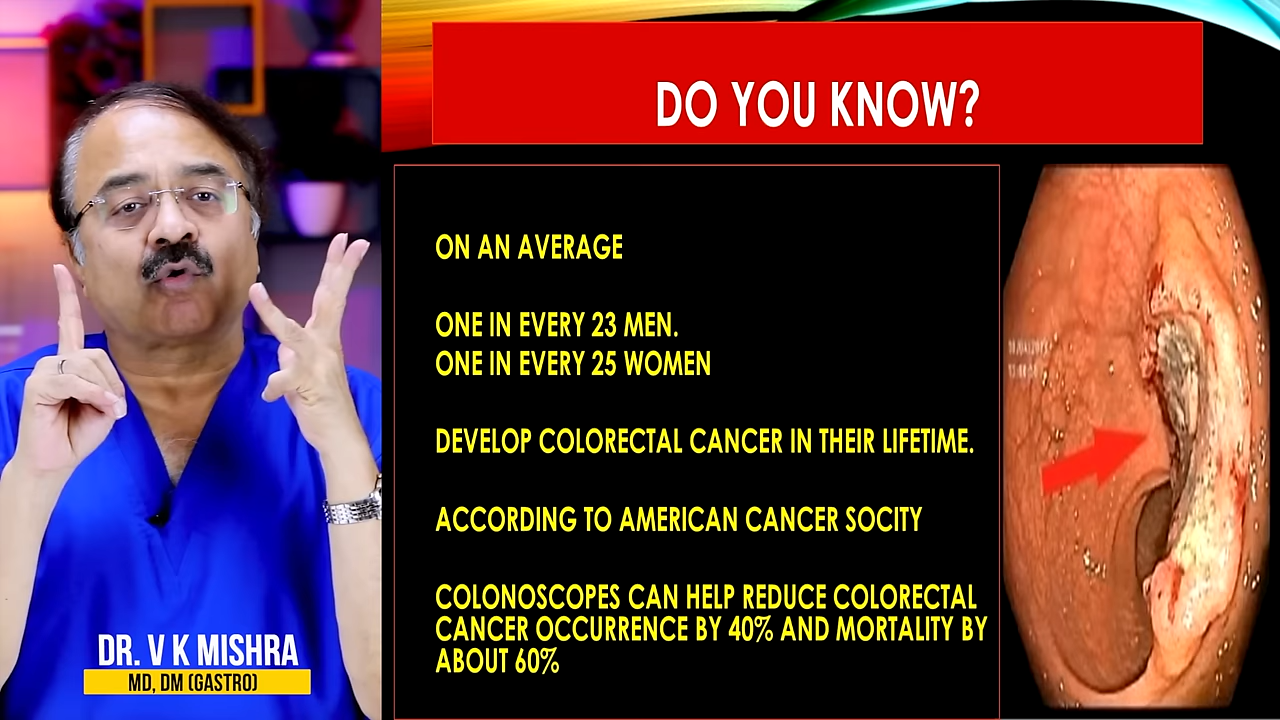 DO YOU KNOW?
ON AN AVERAGE
ONE IN EVERY 23 MEN.
ONE IN EVERY 25 WOMEN
DEVELOP COLORECTAL CANCER IN THEIR LIFETIME.
ACCORDING TO AMERICAN CANCER SOCITY
COLONOSCOPES CAN HELP REDUCE COLORECTAL
CANCER OCCURRENCE BY 40% AND MORTALITY BY
ABOUT 60%
DR. V K MISHRA
MD, DM (GASTRO)